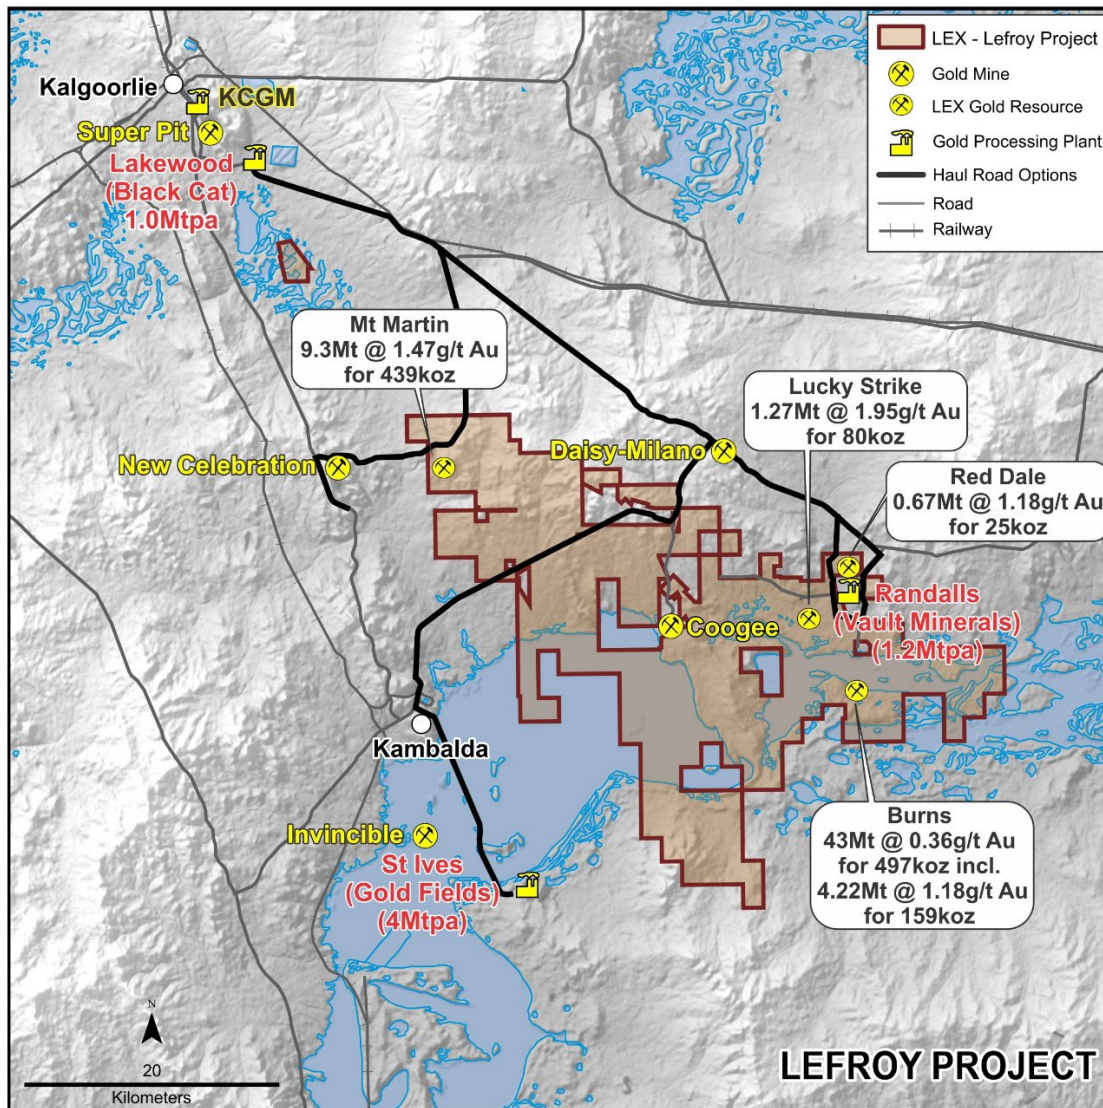 LEX - Lefroy Project
Gold Mine
LEX Gold Resource
Gold Processing Plant
Haul Road Options
Road
Railway
Kalgoorlie
KCGM
Super Pit
Lakewood
(Black Cat)
1.0Mtpa
Mt Martin
9.3Mt @ 1.47g/t Au
for 439koz
Lucky Strike
1.27Mt @ 1.95g/t Au
for 80koz
New Celebration
Daisy-Milano
Red Dale
0.67Mt @ 1.18g/t Au
for 25koz
Coogee
Randalls
(Vault Minerals)
(1.2Mtpa)
Kambalda
Burns
43Mt @ 0.36g/t Au
for 497koz incl.
4.22Mt @ 1.18g/t Au
for 159koz
Invincible
St Ives
(Gold Fields)
(4Mtpa)
N
20
Kilometers
LEFROY PROJECT